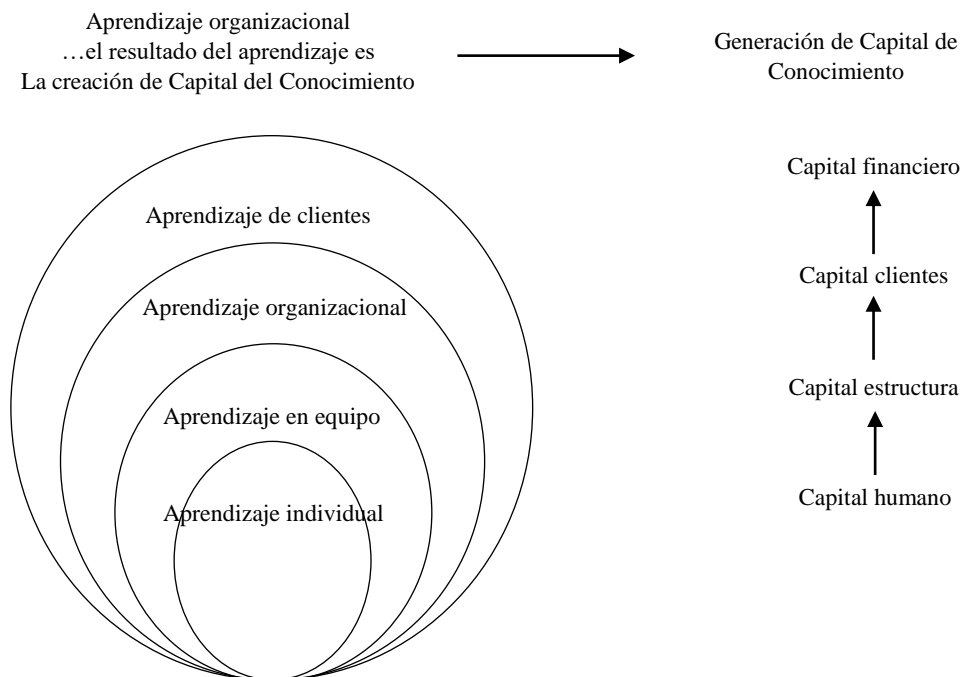 Aprendizaje organizacional
…el resultado del aprendizaje es
La creación de Capital del Conocimiento
Generación de Capital de
Conocimiento
Aprendizaje de clientes
Aprendizaje organizacional
Aprendizaje en equipo
Aprendizaje individual
Capital financiero
Capital clientes
Capital estructura
Capital humano